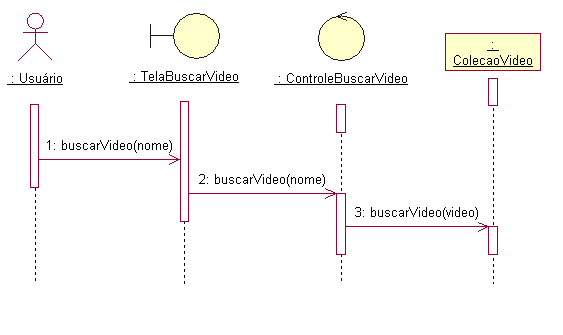 : Usuário
: TelaBuscarVideo
: ControleBuscarVideo
:
ColecaoVideo
1: buscarVideo(nome)
2: buscarVideo(nome)
3: buscarVideo(video)